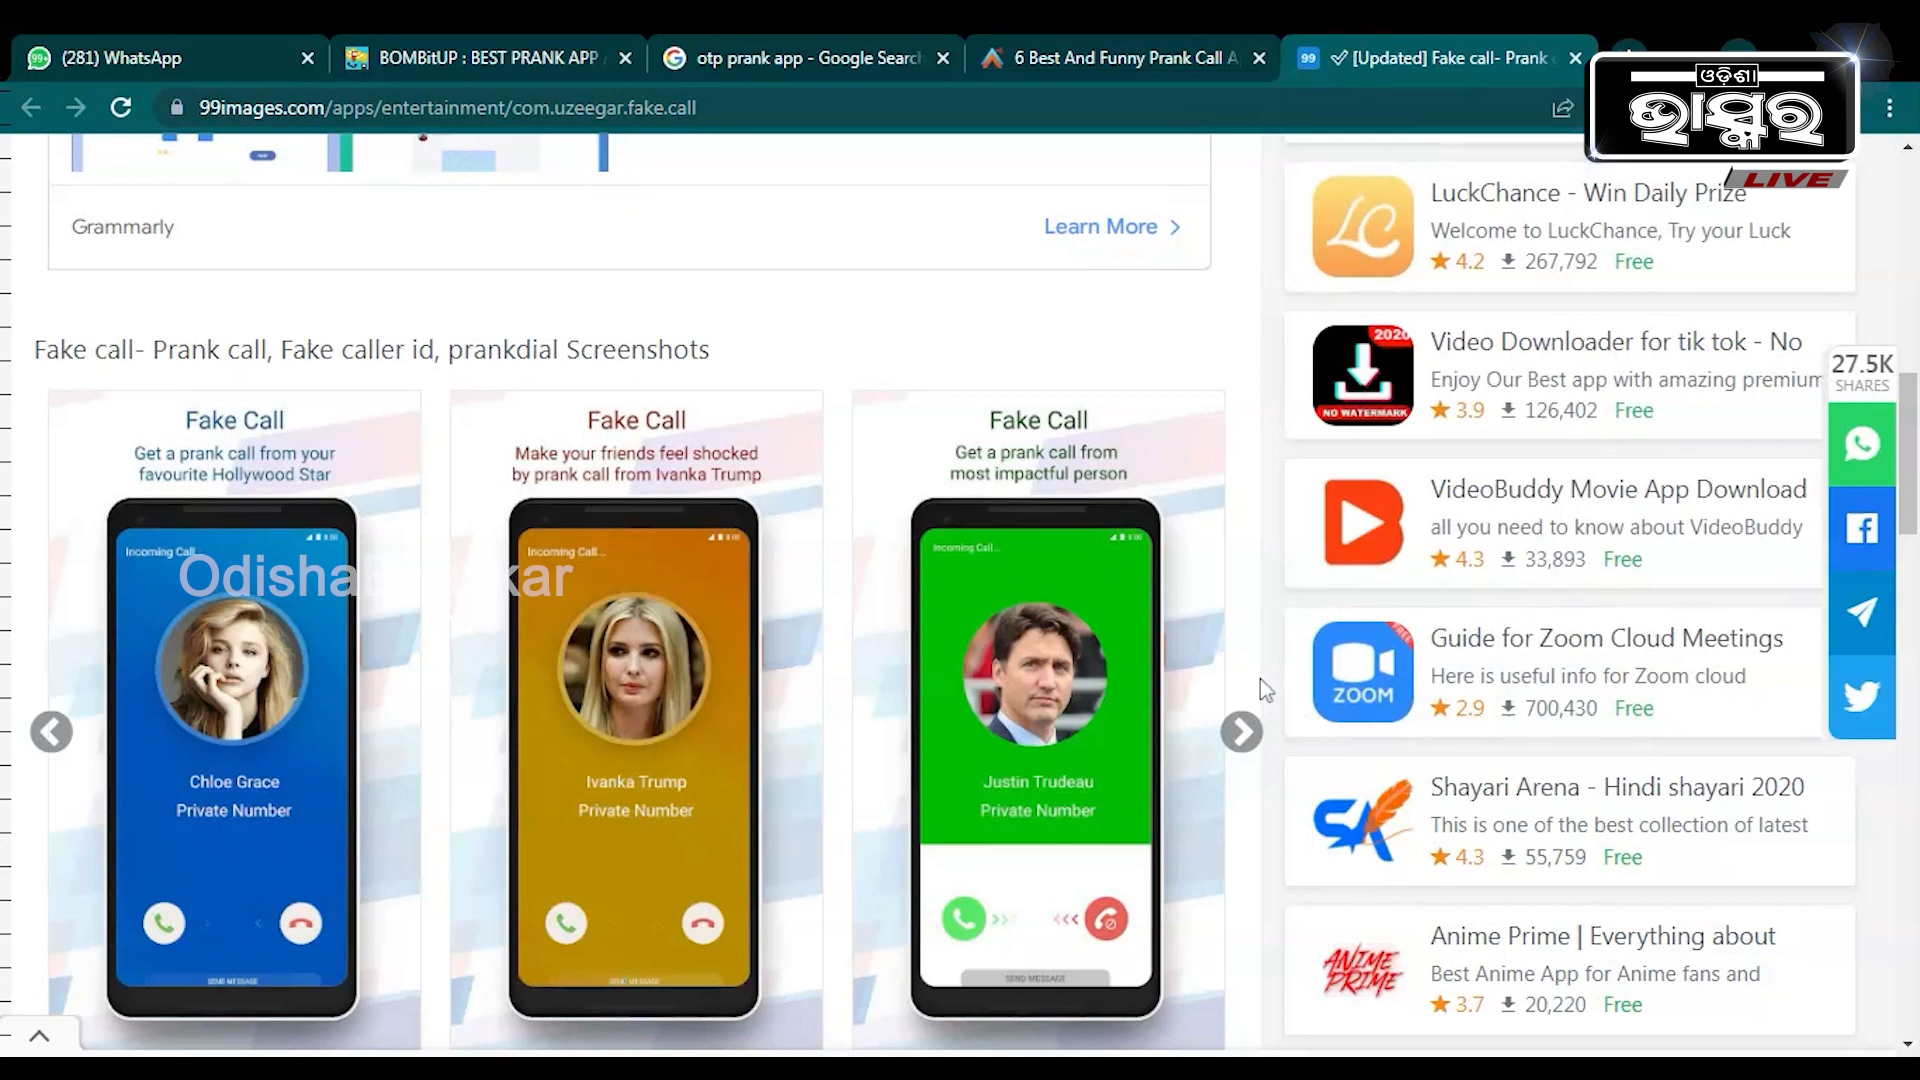 (281) WhatsApp
BOMBitUP : BEST PRANK APP
otp prank app - Google Search
6 Best And Funny Prank Call A
[Updated] Fake call- Prank
99images.com/apps/entertainment/com.uzeegar.fake.call
ଓଡ଼ିଶା
ଭାସ୍କର
LIVE
Grammarly
Learn More
Fake call- Prank call, Fake caller id, prankdial Screenshots
Fake Call
Get a prank call from your
favourite Hollywood Star
Incoming Call...
Chloe Grace
Private Number
SEND MESSAGE
Fake Call
Make your friends feel shocked
by prank call from Ivanka Trump
Incoming Call...
Ivanka Trump
Private Number
SEND MESSAGE
Fake Call
Get a prank call from
most impactful person
Incoming Call...
Justin Trudeau
Private Number
SEND MESSAGE
LuckChance - Win Daily Prize
Welcome to LuckChance, Try your Luck
4.2 267,792 Free
2020
NO WATERMARK
Video Downloader for tik tok - No
Enjoy Our Best app with amazing premium
3.9 126,402 Free
VideoBuddy Movie App Download
all you need to know about VideoBuddy
4.3 33,893 Free
FREE
ZOOM
Guide for Zoom Cloud Meetings
Here is useful info for Zoom cloud
2.9 700,430 Free
Shayari Arena - Hindi shayari 2020
This is one of the best collection of latest
4.3 55,759 Free
ANIME
PRIME
Anime Prime | Everything about
Best Anime App for Anime fans and
3.7 20,220 Free
27.5K
SHARES